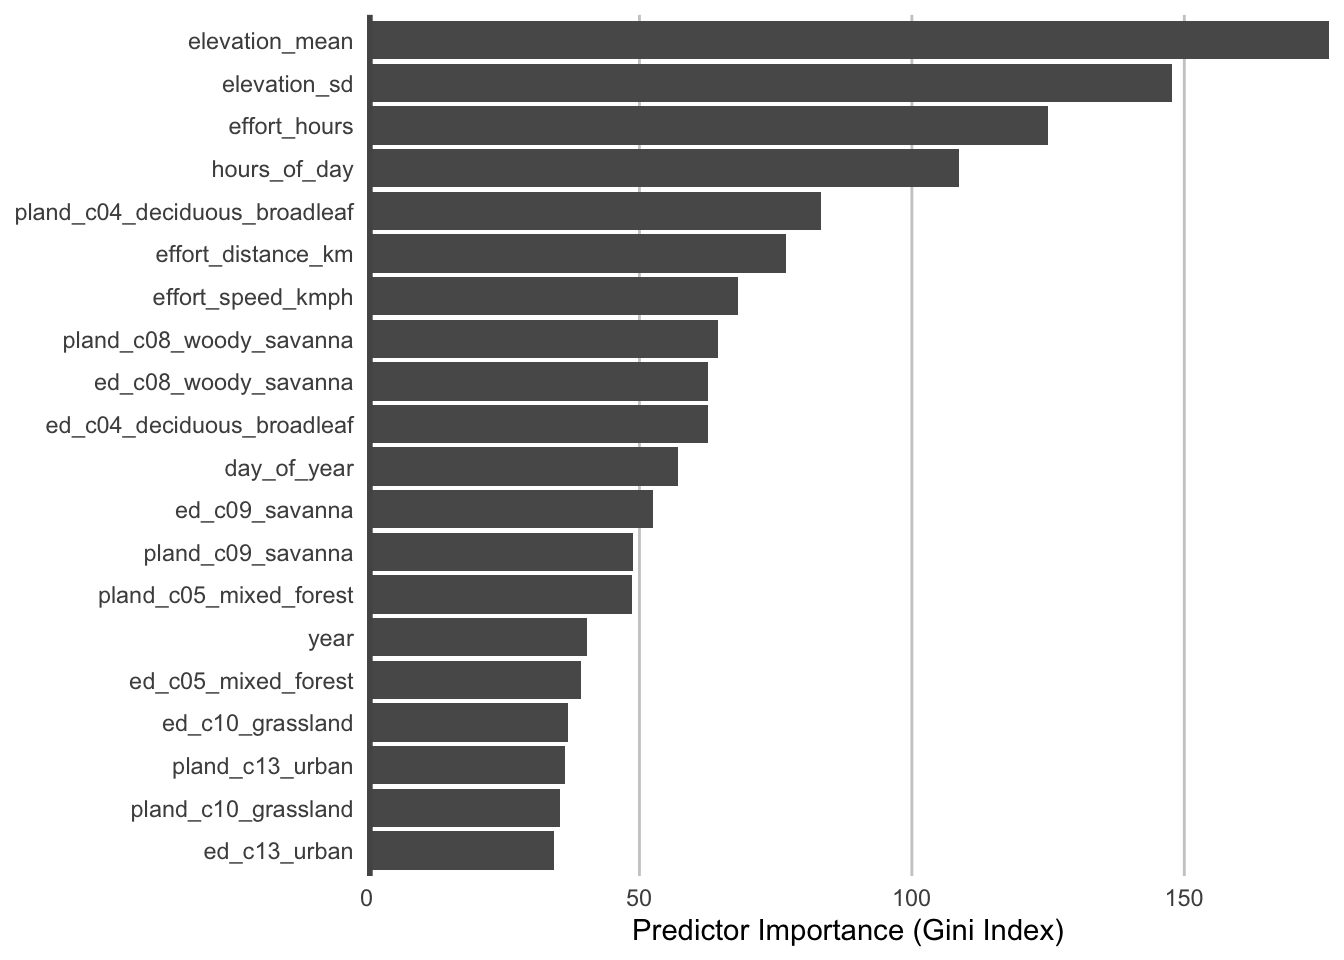 elevation_mean
elevation_sd
effort_hours
hours_of_day
pland_c04_deciduous_broadleaf
effort_distance_km
effort_speed_kmph
pland_c08_woody_savanna
ed_c08_woody_savanna
ed_c04_deciduous_broadleaf
day_of_year
ed_c09_savanna
pland_c09_savanna
pland_c05_mixed_forest
year
ed_c05_mixed_forest
ed_c10_grassland
pland_c13_urban
pland_c10_grassland
ed_c13_urban
0 50 100 150
Predictor Importance (Gini Index)